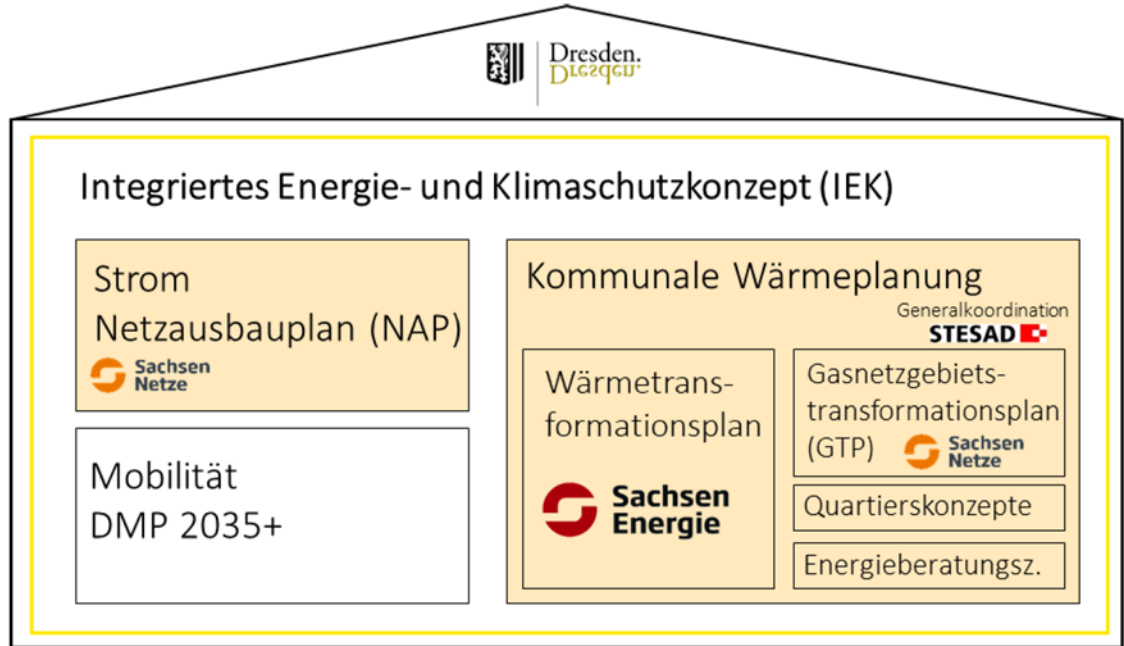 Dresden.
Dresden.
Integriertes Energie- und Klimaschutzkonzept (IEK)
Strom
Netzausbauplan (NAP)
Sachsen
Netze
Mobilität
DMP 2035+
Kommunale Wärmeplanung
Generalkoordination
STESAD
Wärmetrans-
formationsplan
Sachsen
Energie
Gasnetzgebiets-
transformationsplan
(GTP)
Sachsen
Netze
Quartierskonzepte
Energieberatungsz.